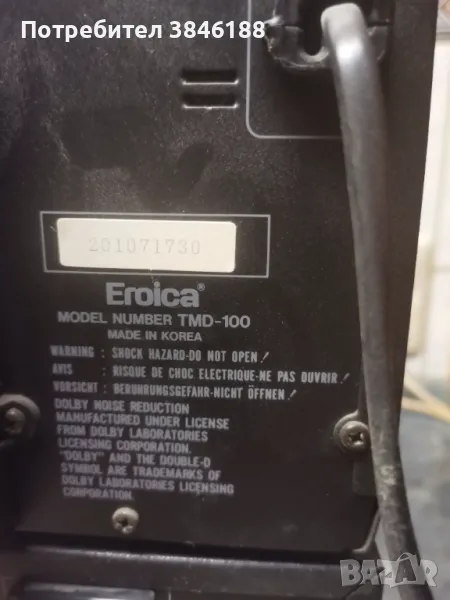 Потребител 3846188
201071730
Eroica®
MODEL NUMBER TMD-100
MADE IN KOREA
WARNING : SHOCK HAZARD-DO NOT OPEN!
AVIS : RISQUE DE CHOC ELECTRIQUE-NE PAS OUVRIR!
VORSICHT : BERUHRUNGSGEFAHR-NICHT ÖFFNEN!
DOLBY NOISE REDUCTION
MANUFACTURED UNDER LICENSE
FROM DOLBY LABORATORIES
LICENSING CORPORATION.
"DOLBY" AND THE DOUBLE-D
SYMBOL ARE TRADEMARKS OF
DOLBY LABORATORIES LICENSING
CORPORATION.
BAZAR